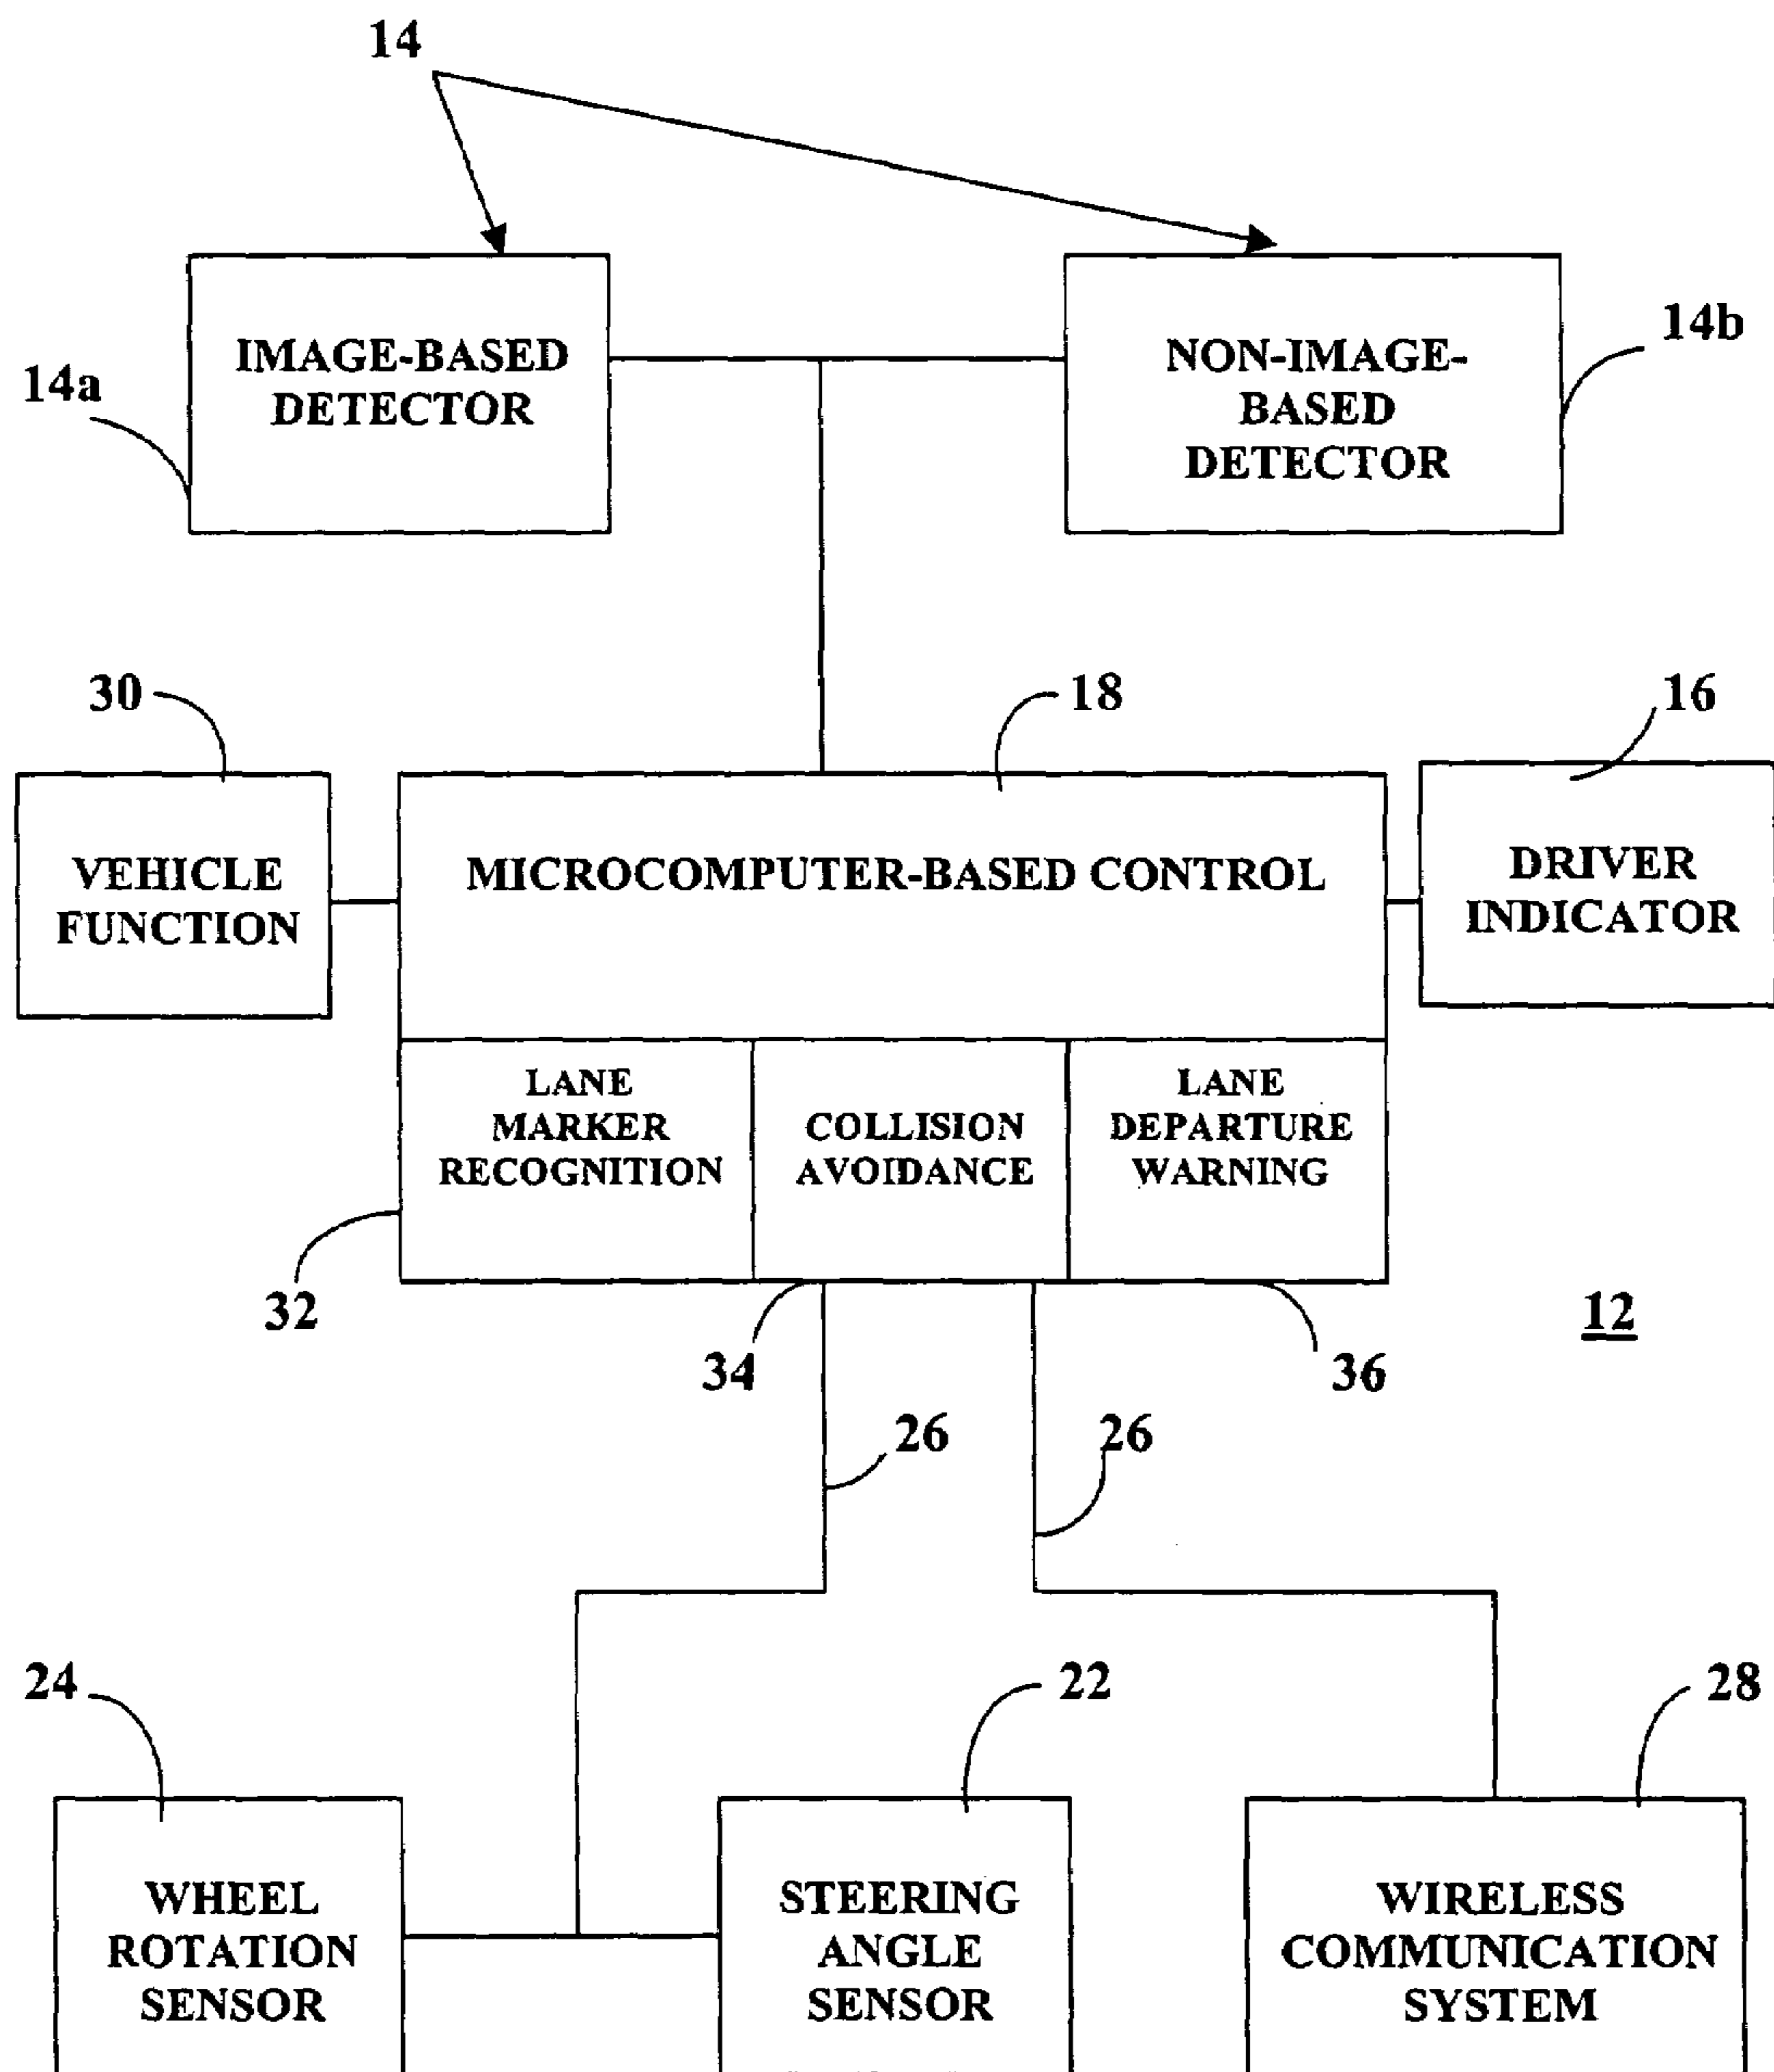 14
IMAGE-BASED
DETECTOR
14a
NON-IMAGE-
BASED
DETECTOR
14b
30
18
16
VEHICLE
FUNCTION
MICROCOMPUTER-BASED CONTROL
DRIVER
INDICATOR
LANE
MARKER
RECOGNITION
COLLISION
AVOIDANCE
LANE
DEPARTURE
WARNING
32
34
36
12
26
26
24
22
28
WHEEL
ROTATION
SENSOR
STEERING
ANGLE
SENSOR
WIRELESS
COMMUNICATION
SYSTEM